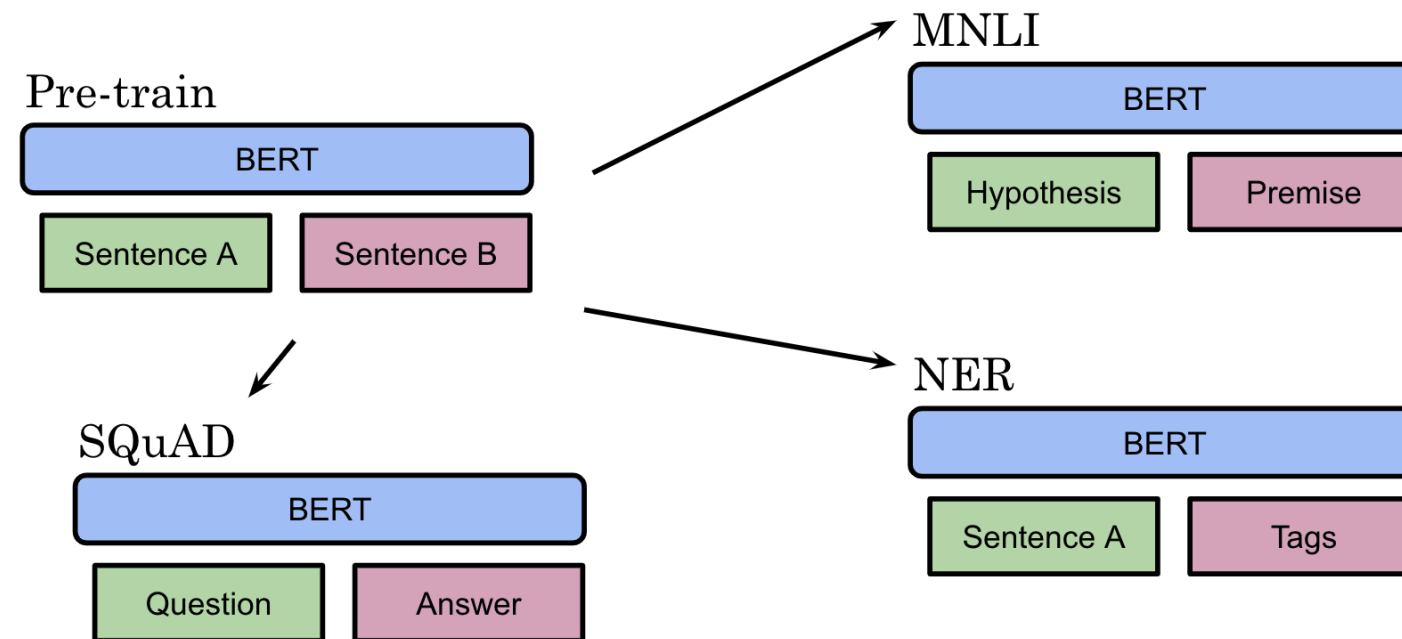 Pre-train
BERT
Sentence A
Sentence B
MNLI
BERT
Hypothesis
Premise
SQuAD
BERT
Question
Answer
NER
BERT
Sentence A
Tags